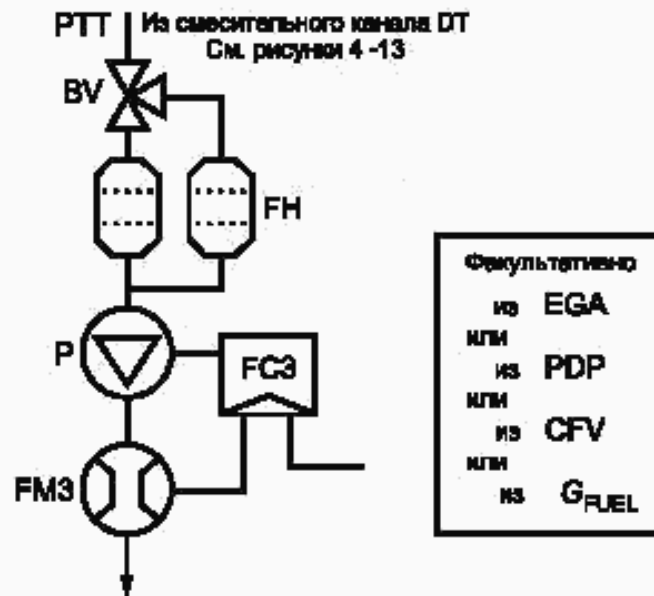 PTT Из смесительного канала DT
См. рисунки 4 -13
BV
FH
P
FC3
FM3
Факультативно
из EGA
или
из PDP
или
из CFV
или
из GFUEL